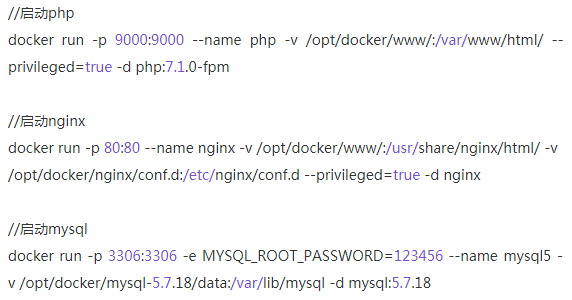 //启动php
docker run -p 9000:9000 --name php -v /opt/docker/www/:/var/www/html/ --
privileged=true -d php:7.1.0-fpm
//启动nginx
docker run -p 80:80 --name nginx -v /opt/docker/www/:/usr/share/nginx/html/ -v
/opt/docker/nginx/conf.d:/etc/nginx/conf.d --privileged=true -d nginx
//启动mysql
docker run -p 3306:3306 -e MYSQL_ROOT_PASSWORD=123456 --name mysql5 -
v /opt/docker/mysql-5.7.18/data:/var/lib/mysql -d mysql:5.7.18